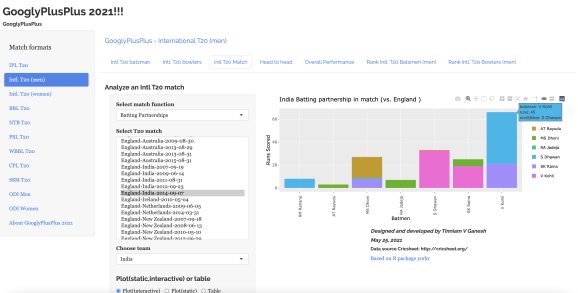 GooglyPlusPlus 2021!!!
GooglyPlusPlus
Match formats
IPL T20
Intl. T20 (men)
Intl. T20 (women)
BBL T20
NTB T20
PSL T20
WBBL T20
CPL T20
SSM T20
ODI Men
ODI Women
About GooglyPlusPlus 2021
GooglyPlusPlus - International T20 (men)
Intl T20 batsman
Intl. T20 bowlers
Intl T20 Match
Head to head
Overall Performance
Rank Intl T20 Batsmen (men)
Rank Intl T20 Bowlers (men)
Analyze an Intl T20 match
Select match function
Batting Partnerships
Select T20 match
England-Australia-2009-08-30
England-Australia-2013-08-29
England-Australia-2013-08-31
England-Australia-2015-08-31
England-India-2007-09-19
England-India-2009-06-14
England-India-2011-08-31
England-India-2012-09-23
England-India-2014-09-07
England-Ireland-2010-05-04
England-Netherlands-2009-06-05
England-Netherlands-2014-03-31
England-New Zealand-2007-09-18
England-New Zealand-2008-06-13
England-New Zealand-2010-05-10
Choose team
India
Plot(static,interactive) or table
Plot(interactive)
Plot(static)
Table
India Batting partnership in match (vs. England )
batsman: V Kohli
nonStriker: S Dhawan
Runs Scored
60
40
20
0
AM Rahane
AT Rayudu
MS Dhoni
RA Jadeja
S Dhawan
SK Raina
V Kohli
Batmen
AT Rayudu
MS Dhoni
RA Jadeja
S Dhawan
SK Raina
V Kohli
Designed and developed by Tinniam V Ganesh
May 25, 2021
Data source Cricsheet: http://cricsheet.org/
Based on R package yorkr